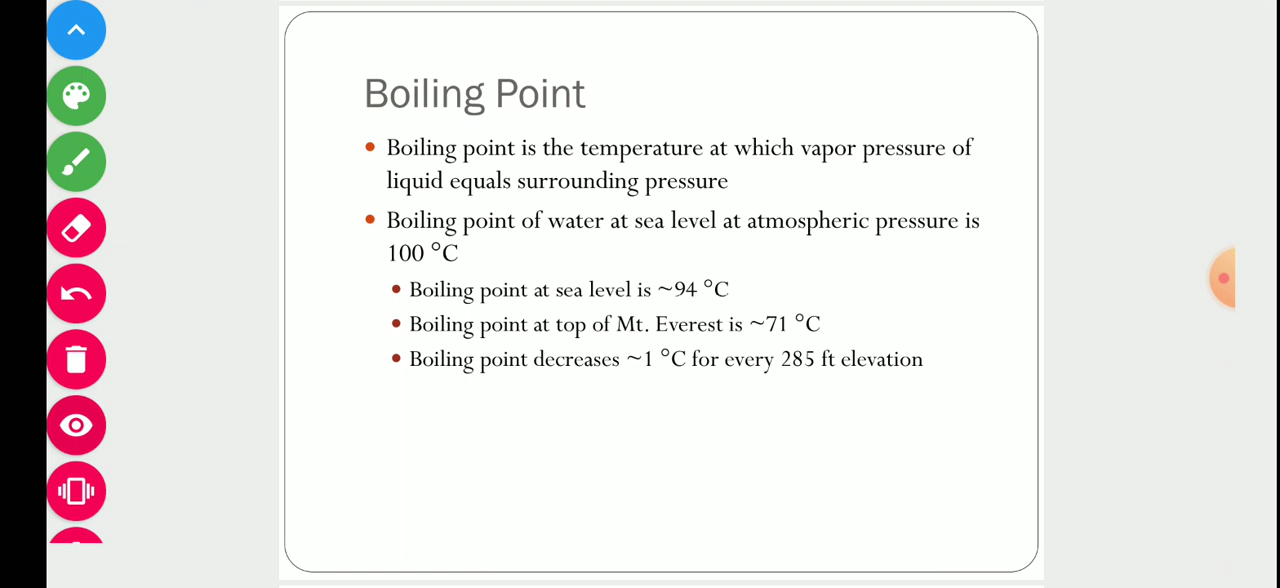 Boiling Point
• Boiling point is the temperature at which vapor pressure of
liquid equals surrounding pressure
• Boiling point of water at sea level at atmospheric pressure is
100 °C
• Boiling point at sea level is ~94 °C
• Boiling point at top of Mt. Everest is ~71 °C
• Boiling point decreases ~1 °C for every 285 ft elevation